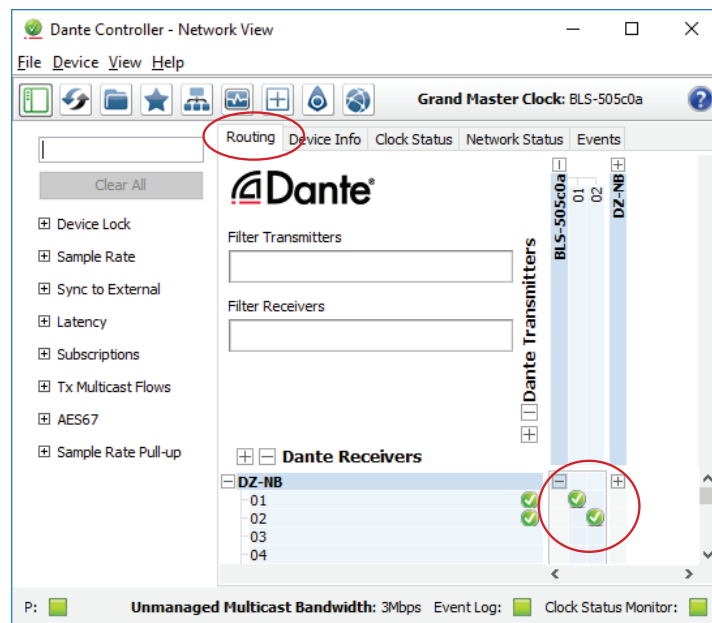 Dante Controller - Network View
File Device View Help
Grand Master Clock: BLS-505c0a
?
Routing Device Info Clock Status Network Status Events
Clear All
Device Lock
Sample Rate
Sync to External
Latency
Subscriptions
Tx Multicast Flows
AES67
Sample Rate Pull-up
Dante®
Filter Transmitters
Filter Receivers
Dante Transmitters
BLS-505c0a
01
02
DZ-NB
Dante Receivers
DZ-NB
01
02
03
04
P: Unmanaged Multicast Bandwidth: 3Mbps Event Log: Clock Status Monitor: